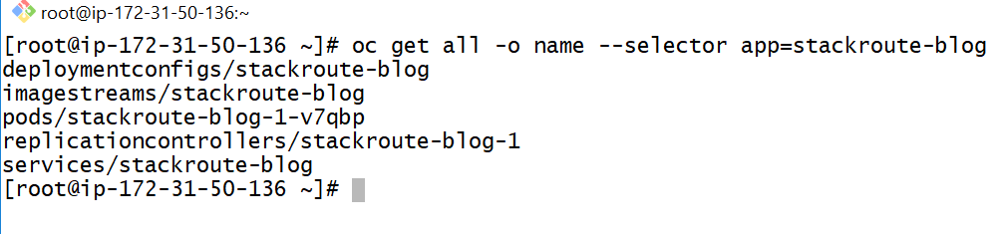 root@ip-172-31-50-136:~
[root@ip-172-31-50-136 ~]# oc get all -o name --selector app=stackroute-blog
deploymentconfigs/stackroute-blog
imagestreams/stackroute-blog
pods/stackroute-blog-1-v7qbp
replicationcontrollers/stackroute-blog-1
services/stackroute-blog
[root@ip-172-31-50-136 ~]#